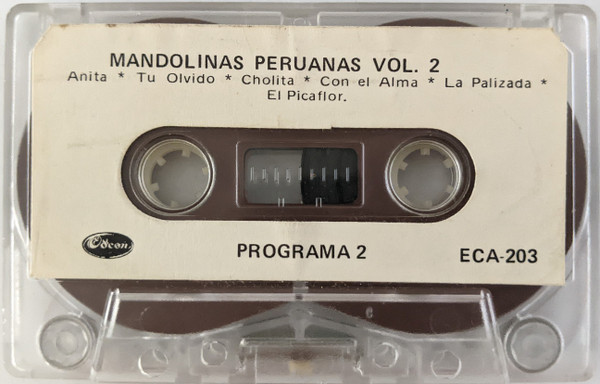 MANDOLINAS PERUANAS VOL. 2
Anita * Tu Olvido * Cholita * Con el Alma * La Palizada *
El Picaflor.
Odeon
PROGRAMA 2
ECA-203
6